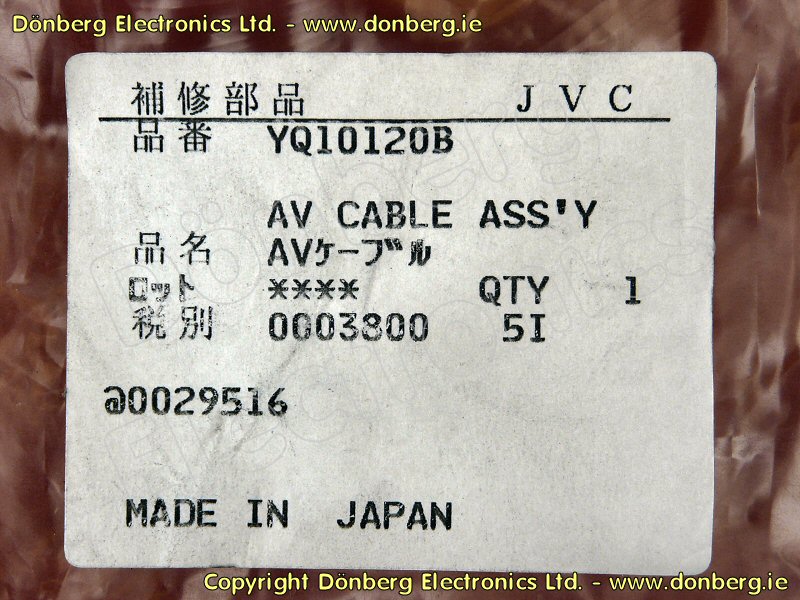 Dönberg Electronics Ltd. - www.donberg.ie
補修部品 JVC
品番 YQ10120B
AV CABLE ASS'Y
品名 AVケーブル
ロット **** QTY 1
税別 0003800 5I
a0029516
MADE IN JAPAN
Copyright Dönberg Electronics Ltd. - www.donberg.ie